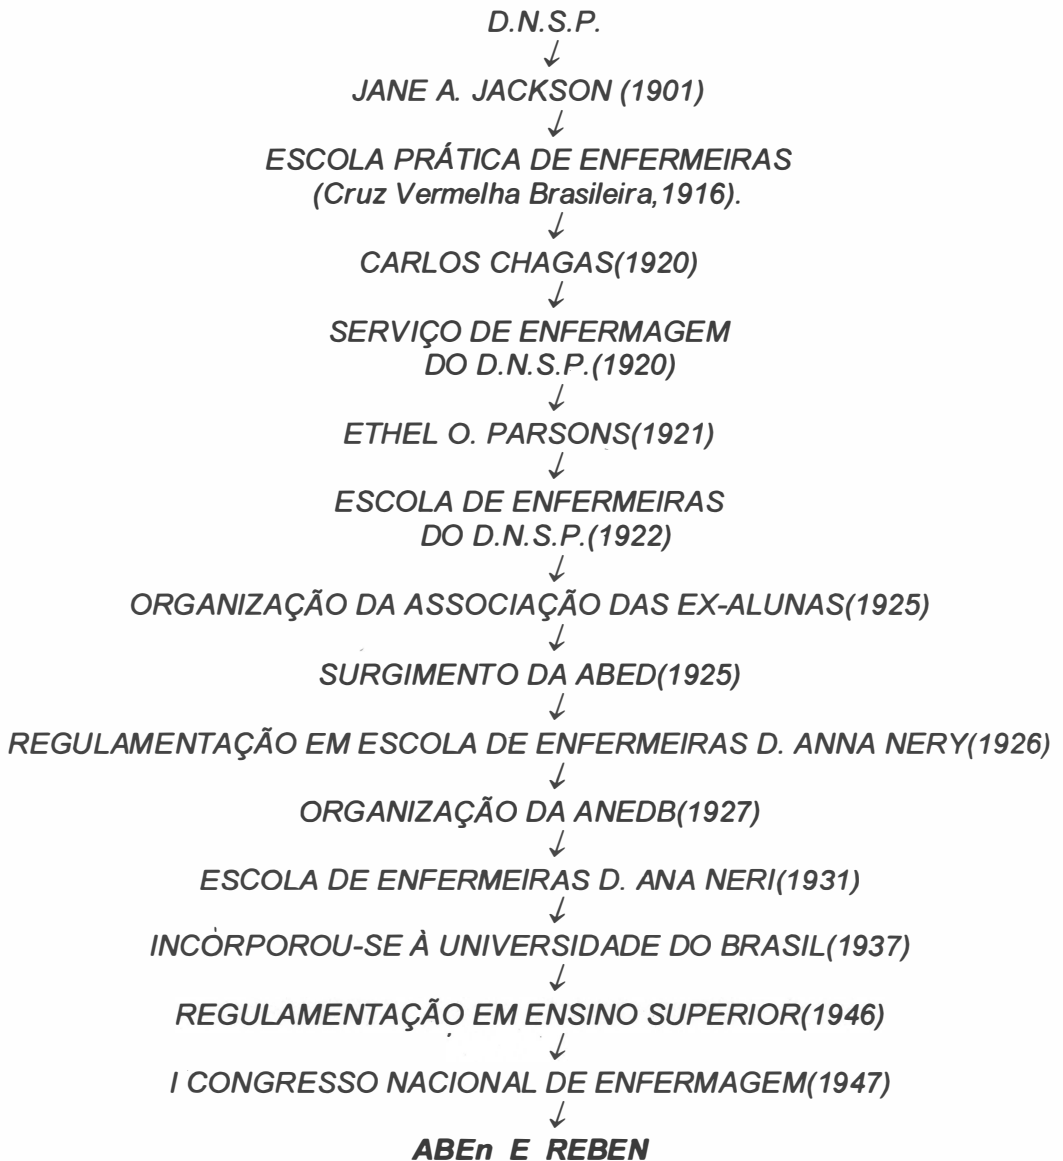 D.N.S.P.
↓
JANE A. JACKSON (1901)
↓
ESCOLA PRÁTICA DE ENFERMEIRAS
(Cruz Vermelha Brasileira,1916).
↓
CARLOS CHAGAS(1920)
↓
SERVIÇO DE ENFERMAGEM
DO D.N.S.P.(1920)
↓
ETHEL O. PARSONS(1921)
↓
ESCOLA DE ENFERMEIRAS
DO D.N.S.P.(1922)
↓
ORGANIZAÇÃO DA ASSOCIAÇÃO DAS EX-ALUNAS(1925)
↓
SURGIMENTO DA ABED(1925)
↓
REGULAMENTAÇÃO EM ESCOLA DE ENFERMEIRAS D. ANNA NERY(1926)
↓
ORGANIZAÇÃO DA ANEDB(1927)
↓
ESCOLA DE ENFERMEIRAS D. ANA NERI(1931)
↓
INCORPOROU-SE À UNIVERSIDADE DO BRASIL(1937)
↓
REGULAMENTAÇÃO EM ENSINO SUPERIOR(1946)
↓
I CONGRESSO NACIONAL DE ENFERMAGEM(1947)
↓
ABEn E REBEN